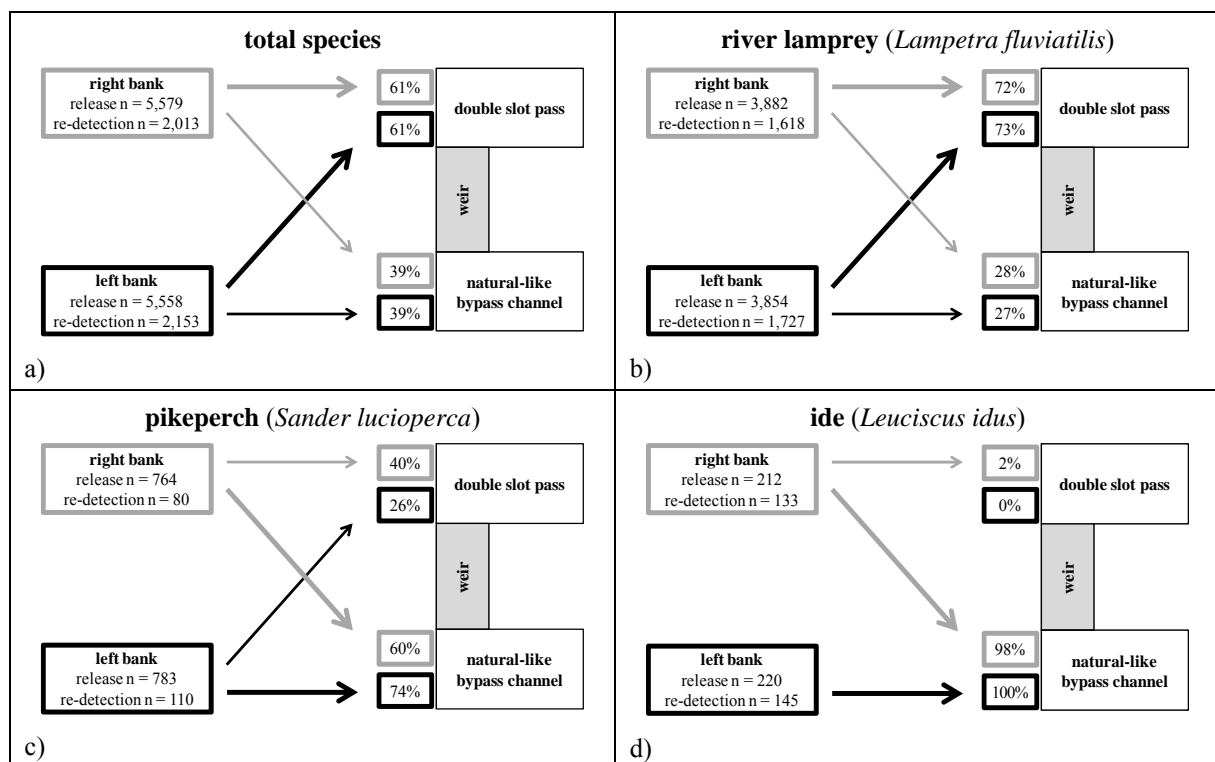 total species
right bank
release n = 5,579
re-detection n = 2,013
61%
61%
double slot pass
weir
left bank
release n = 5,558
re-detection n = 2,153
39%
39%
natural-like
bypass channel
a)
river lamprey (Lampetra fluviatilis)
right bank
release n = 3,882
re-detection n = 1,618
72%
73%
double slot pass
weir
left bank
release n = 3,854
re-detection n = 1,727
28%
27%
natural-like
bypass channel
b)
pikeperch (Sander lucioperca)
right bank
release n = 764
re-detection n = 80
40%
26%
double slot pass
weir
left bank
release n = 783
re-detection n = 110
60%
74%
natural-like
bypass channel
c)
ide (Leuciscus idus)
right bank
release n = 212
re-detection n = 133
2%
0%
double slot pass
weir
left bank
release n = 220
re-detection n = 145
98%
100%
natural-like
bypass channel
d)